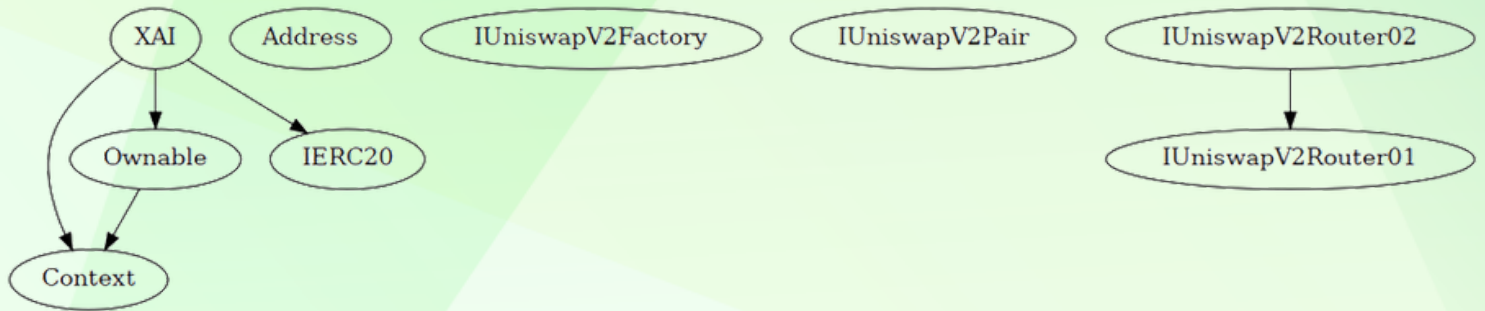 XAI
Address
IUniswapV2Factory
IUniswapV2Pair
IUniswapV2Router02
Ownable
IERC20
IUniswapV2Router01
Context